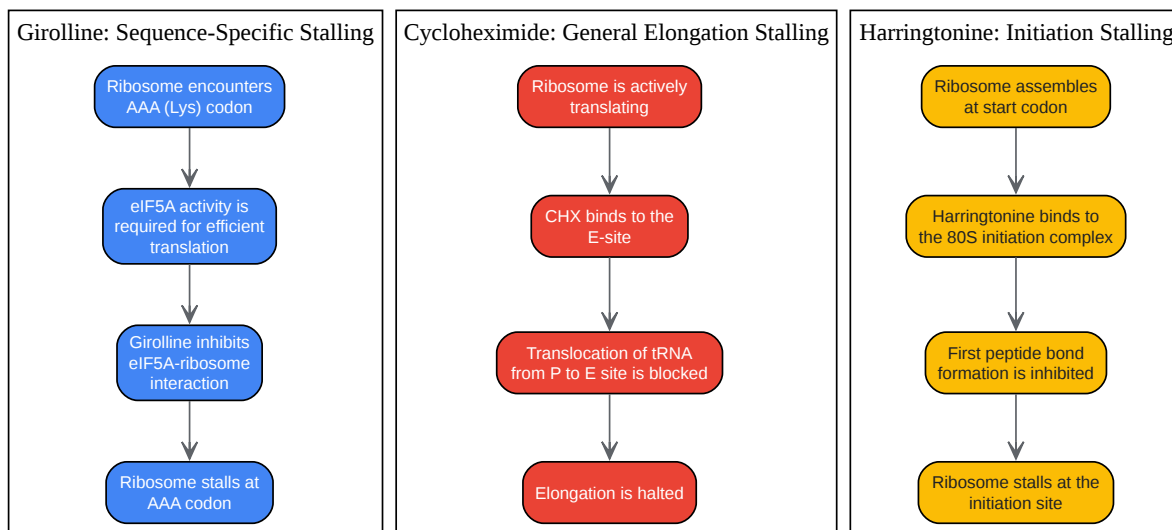 Girolline: Sequence-Specific Stalling
Ribosome encounters
AAA (Lys) codon
eIF5A activity is
required for efficient
translation
Girolline inhibits
eIF5A-ribosome
interaction
Ribosome stalls at
AAA codon
Cycloheximide: General Elongation Stalling
Ribosome is actively
translating
CHX binds to the
E-site
Translocation of tRNA
from P to E site is blocked
Elongation is halted
Harringtonine: Initiation Stalling
Ribosome assembles
at start codon
Harringtonine binds to
the 80S initiation complex
First peptide bond
formation is inhibited
Ribosome stalls at the
initiation site